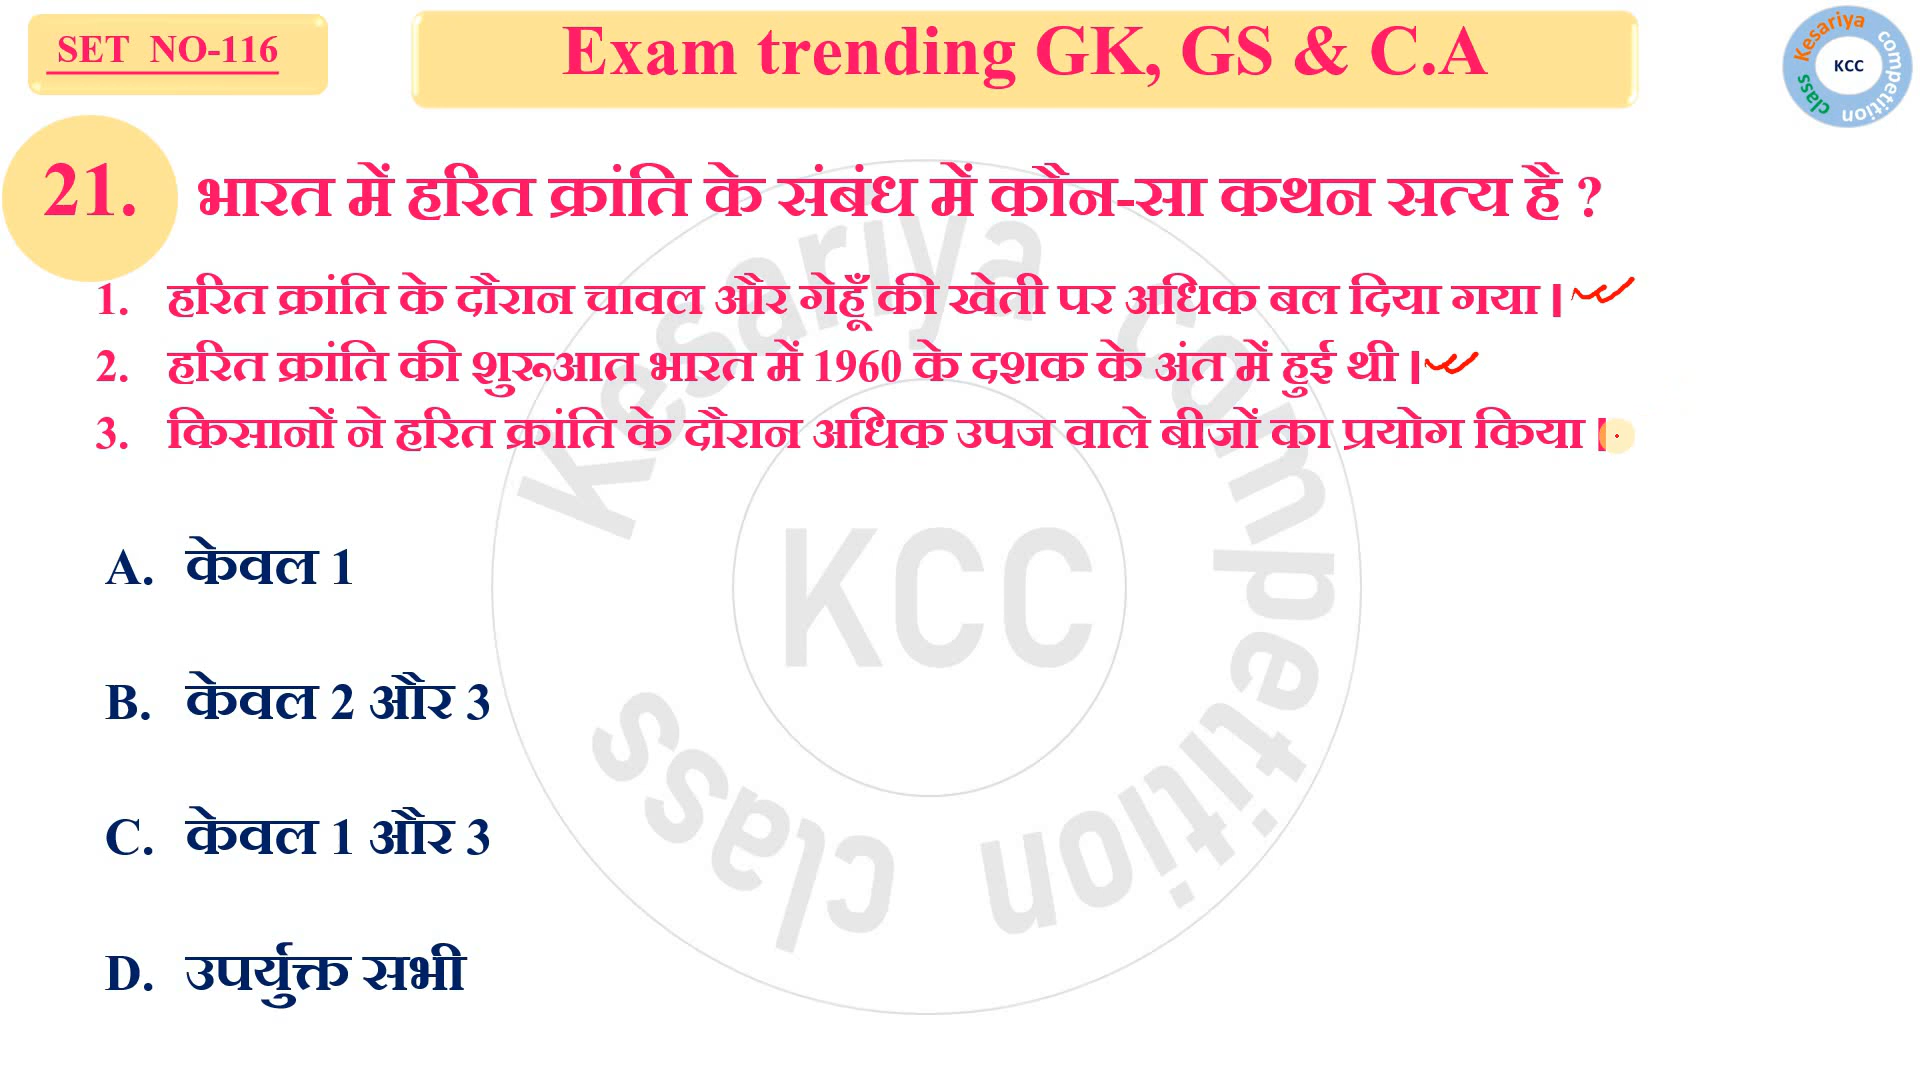 SET NO-116
Exam trending GK, GS & C.A
Kesariya competition class
KCC
21. भारत में हरित क्रांति के संबंध में कौन-सा कथन सत्य है ?
1. हरित क्रांति के दौरान चावल और गेहूँ की खेती पर अधिक बल दिया गया |
2. हरित क्रांति की शुरूआत भारत में 1960 के दशक के अंत में हुई थी |
3. किसानों ने हरित क्रांति के दौरान अधिक उपज वाले बीजों का प्रयोग किया |
A. केवल 1
B. केवल 2 और 3
C. केवल 1 और 3
D. उपर्युक्त सभी
Kesariya competition class
KCC